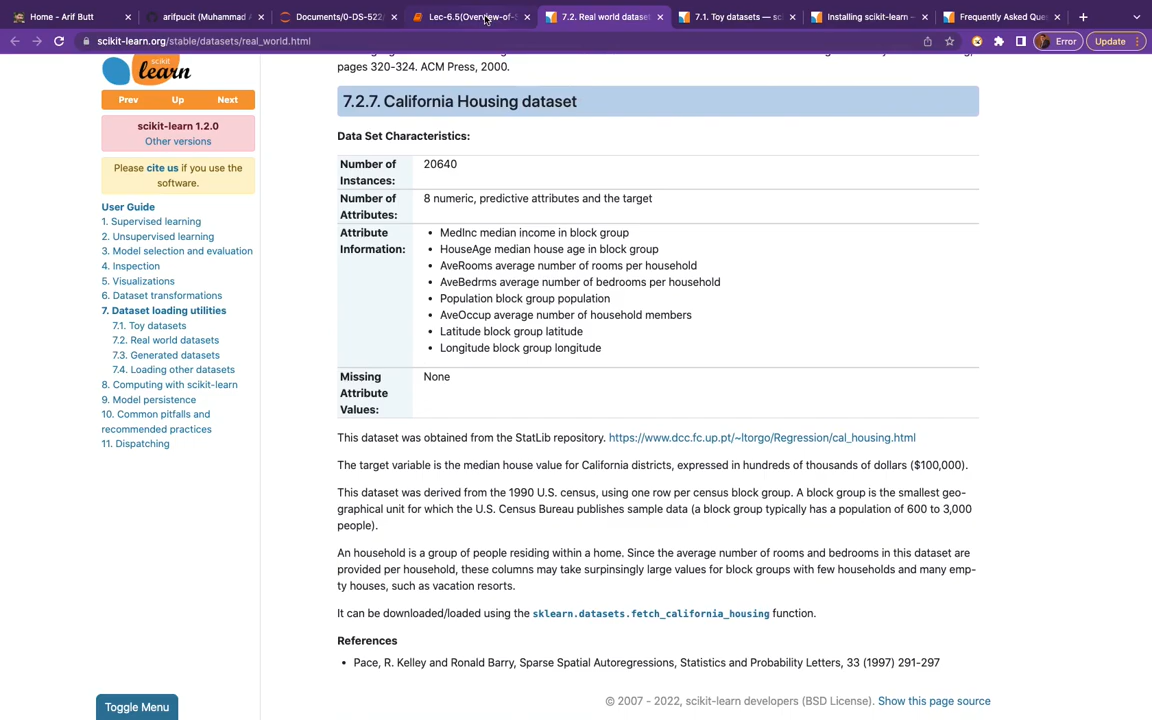 Home - Arif Butt
arifpucit (Muhammad
Documents/0-DS-522/
Lec-6.5(Overview-of-S
7.2. Real world dataset
7.1. Toy datasets — sc
Installing scikit-learn –
Frequently Asked Que
scikit-learn.org/stable/datasets/real_world.html
Error
Update
scikit
learn
Prev
Up
Next
scikit-learn 1.2.0
Other versions
Please cite us if you use the
software.
User Guide
1. Supervised learning
2. Unsupervised learning
3. Model selection and evaluation
4. Inspection
5. Visualizations
6. Dataset transformations
7. Dataset loading utilities
7.1. Toy datasets
7.2. Real world datasets
7.3. Generated datasets
7.4. Loading other datasets
8. Computing with scikit-learn
9. Model persistence
10. Common pitfalls and
recommended practices
11. Dispatching
Toggle Menu
pages 320-324. ACM Press, 2000.
7.2.7. California Housing dataset
Data Set Characteristics:
Number of
Instances:
20640
Number of
Attributes:
8 numeric, predictive attributes and the target
Attribute
Information:
• MedInc median income in block group
• HouseAge median house age in block group
• AveRooms average number of rooms per household
• AveBedrms average number of bedrooms per household
• Population block group population
• AveOccup average number of household members
• Latitude block group latitude
• Longitude block group longitude
Missing
Attribute
Values:
None
This dataset was obtained from the StatLib repository. https://www.dcc.fc.up.pt/~ltorgo/Regression/cal_housing.html
The target variable is the median house value for California districts, expressed in hundreds of thousands of dollars ($100,000).
This dataset was derived from the 1990 U.S. census, using one row per census block group. A block group is the smallest geo-
graphical unit for which the U.S. Census Bureau publishes sample data (a block group typically has a population of 600 to 3,000
people).
An household is a group of people residing within a home. Since the average number of rooms and bedrooms in this dataset are
provided per household, these columns may take surpinsingly large values for block groups with few households and many emp-
ty houses, such as vacation resorts.
It can be downloaded/loaded using the sklearn.datasets.fetch_california_housing function.
References
• Pace, R. Kelley and Ronald Barry, Sparse Spatial Autoregressions, Statistics and Probability Letters, 33 (1997) 291-297
© 2007 - 2022, scikit-learn developers (BSD License). Show this page source